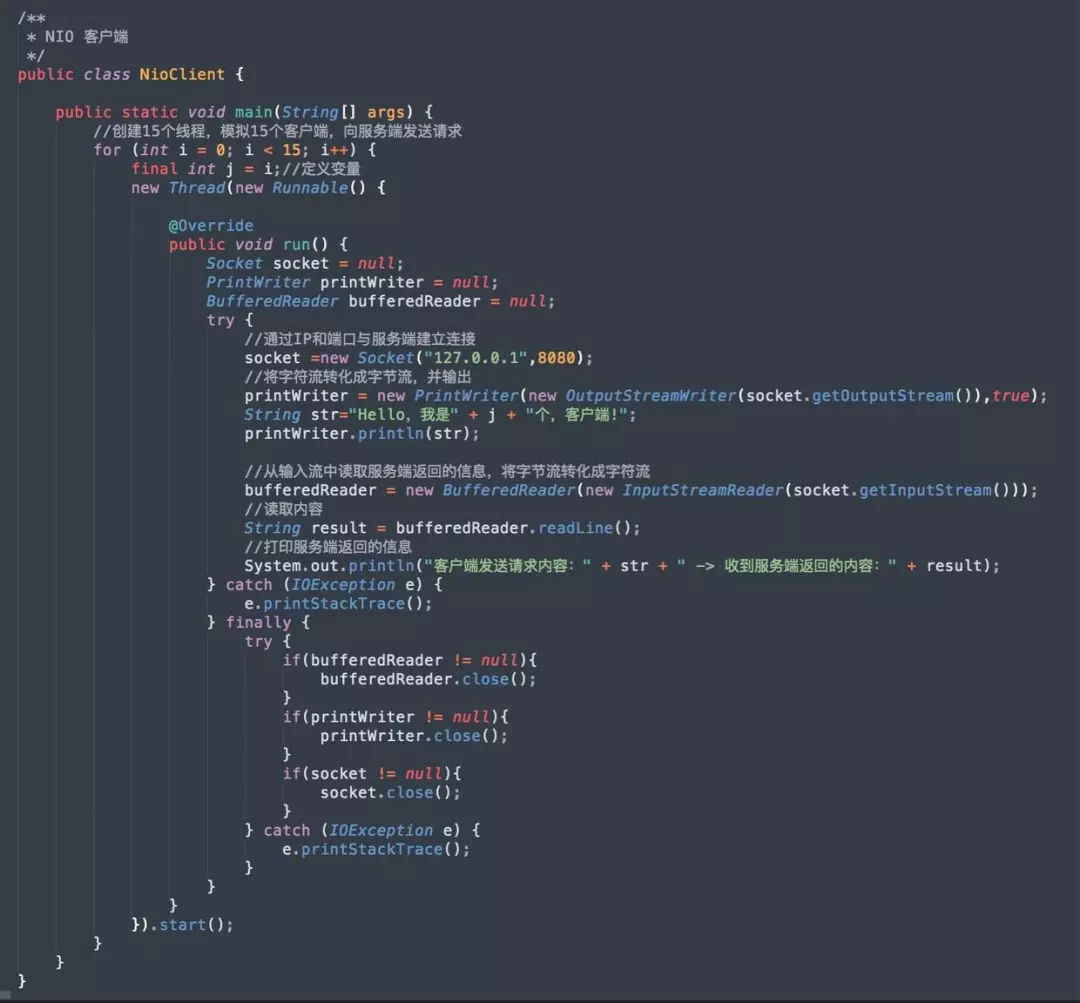 /**
 * NIO 客户端
 */
public class NioClient {
    public static void main(String[] args) {
        //创建15个线程，模拟15个客户端，向服务端发送请求
        for (int i = 0; i < 15; i++) {
            final int j = i;//定义变量
            new Thread(new Runnable() {
                @Override
                public void run() {
                    Socket socket = null;
                    PrintWriter printWriter = null;
                    BufferedReader bufferedReader = null;
                    try {
                        //通过IP和端口与服务端建立连接
                        socket =new Socket("127.0.0.1",8080);
                        //将字符流转化成字节流，并输出
                        printWriter = new PrintWriter(new OutputStreamWriter(socket.getOutputStream()),true);
                        String str="Hello，我是" + j + "个，客户端!";
                        printWriter.println(str);
                        //从输入流中读取服务端返回的信息，将字节流转化成字符流
                        bufferedReader = new BufferedReader(new InputStreamReader(socket.getInputStream()));
                        //读取内容
                        String result = bufferedReader.readLine();
                        //打印服务端返回的信息
                        System.out.println("客户端发送请求内容：" + str + " -> 收到服务端返回的内容：" + result);
                    } catch (IOException e) {
                        e.printStackTrace();
                    } finally {
                        try {
                            if(bufferedReader != null){
                                bufferedReader.close();
                            }
                            if(printWriter != null){
                                printWriter.close();
                            }
                            if(socket != null){
                                socket.close();
                            }
                        } catch (IOException e) {
                            e.printStackTrace();
                        }
                    }
                }
            }).start();
        }
    }
}